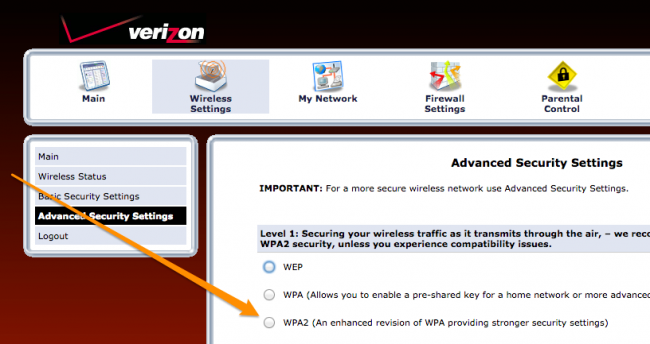 verizon
Main
Wireless
Settings
My Network
Firewall
Settings
Parental
Control
Main
Wireless Status
Basic Security Settings
Advanced Security Settings
Logout
Advanced Security Settings
IMPORTANT: For a more secure wireless network use Advanced Security Settings.
Level 1: Securing your wireless traffic as it transmits through the air, – we reco
WPA2 security, unless you experience compatibility issues.
WEP
WPA (Allows you to enable a pre-shared key for a home network or more advanced
WPA2 (An enhanced revision of WPA providing stronger security settings)